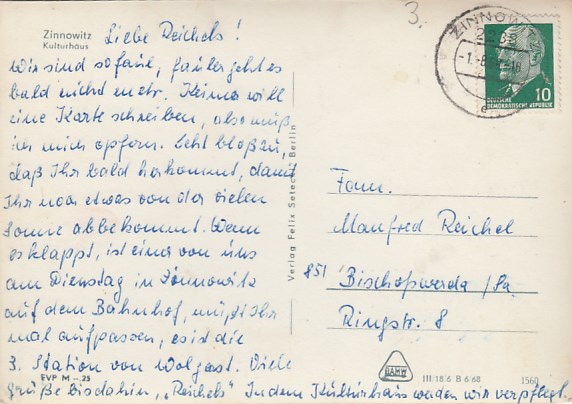 Zinnowitz
Kulturhaus
Liebe Reichels!
Wir sind so faul, fauler geht es
bald nicht mehr. Keiner will
eine Karte schreiben, also muß
ich mich opfern. Seht bloß zu,
daß Ihr bald herkommt, damit
Ihr noch etwas von der vielen
Sonne abbekommt. Wenn
es klappt, ist eine von uns
am Dienstag in Zinnowitz
auf dem Bahnhof, müßt Ihr
mal aufpassen, es ist die
3. Station von Wolgast. Viele
Grüße bis dahin, "Reichels" In dem Kulturhaus werden wir verpflegt.
EVP M –.25
Verlag Felix Setecki, Berlin
3.
ZINNOWITZ
DEUTSCHE
DEMOKRATISCHE REPUBLIK
10
Fam.
Manfred Reichel
851 Bischofswerda /Sa.
Ringstr. 8
DAMW
III/18 6 B 6 68
1560